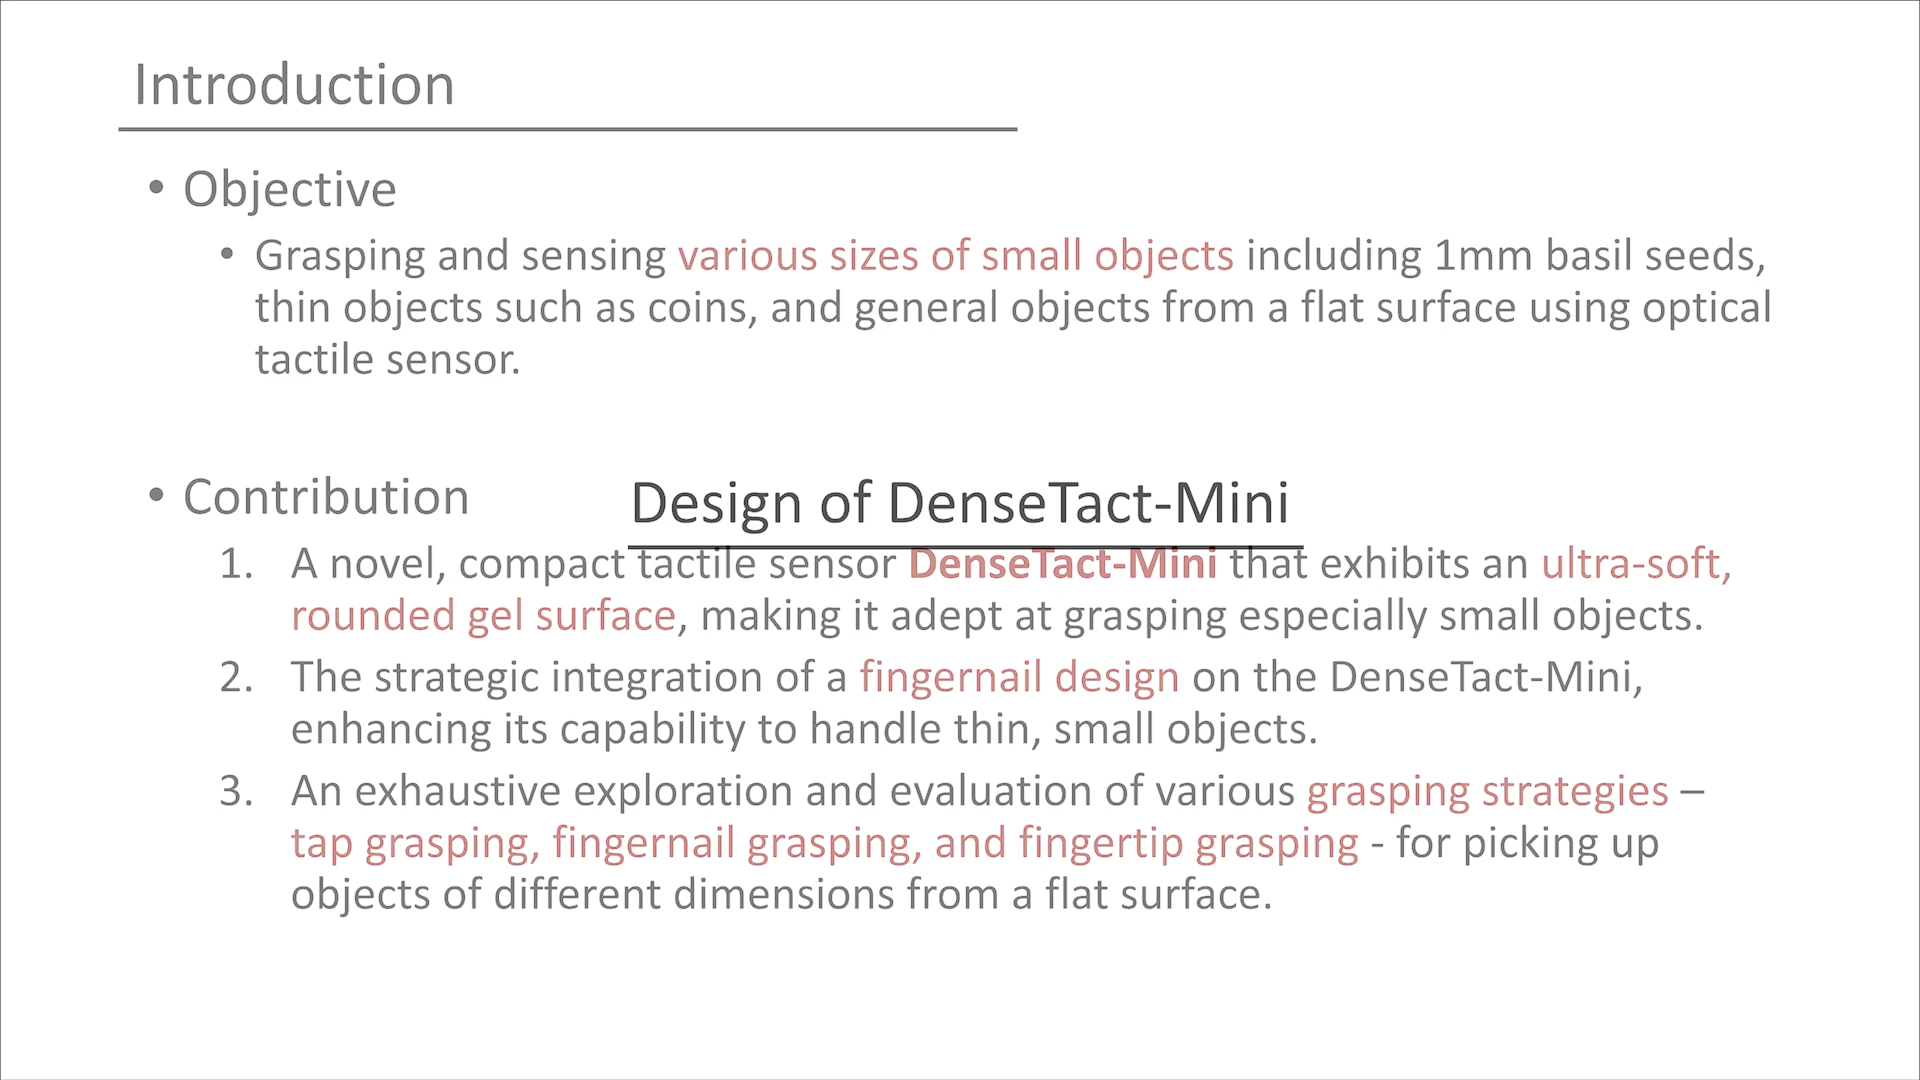 Introduction
• Objective
• Grasping and sensing various sizes of small objects including 1mm basil seeds,
thin objects such as coins, and general objects from a flat surface using optical
tactile sensor.
• Contribution
Design of DenseTact-Mini
1. A novel, compact tactile sensor DenseTact-Mini that exhibits an ultra-soft,
rounded gel surface, making it adept at grasping especially small objects.
2. The strategic integration of a fingernail design on the DenseTact-Mini,
enhancing its capability to handle thin, small objects.
3. An exhaustive exploration and evaluation of various grasping strategies –
tap grasping, fingernail grasping, and fingertip grasping - for picking up
objects of different dimensions from a flat surface.